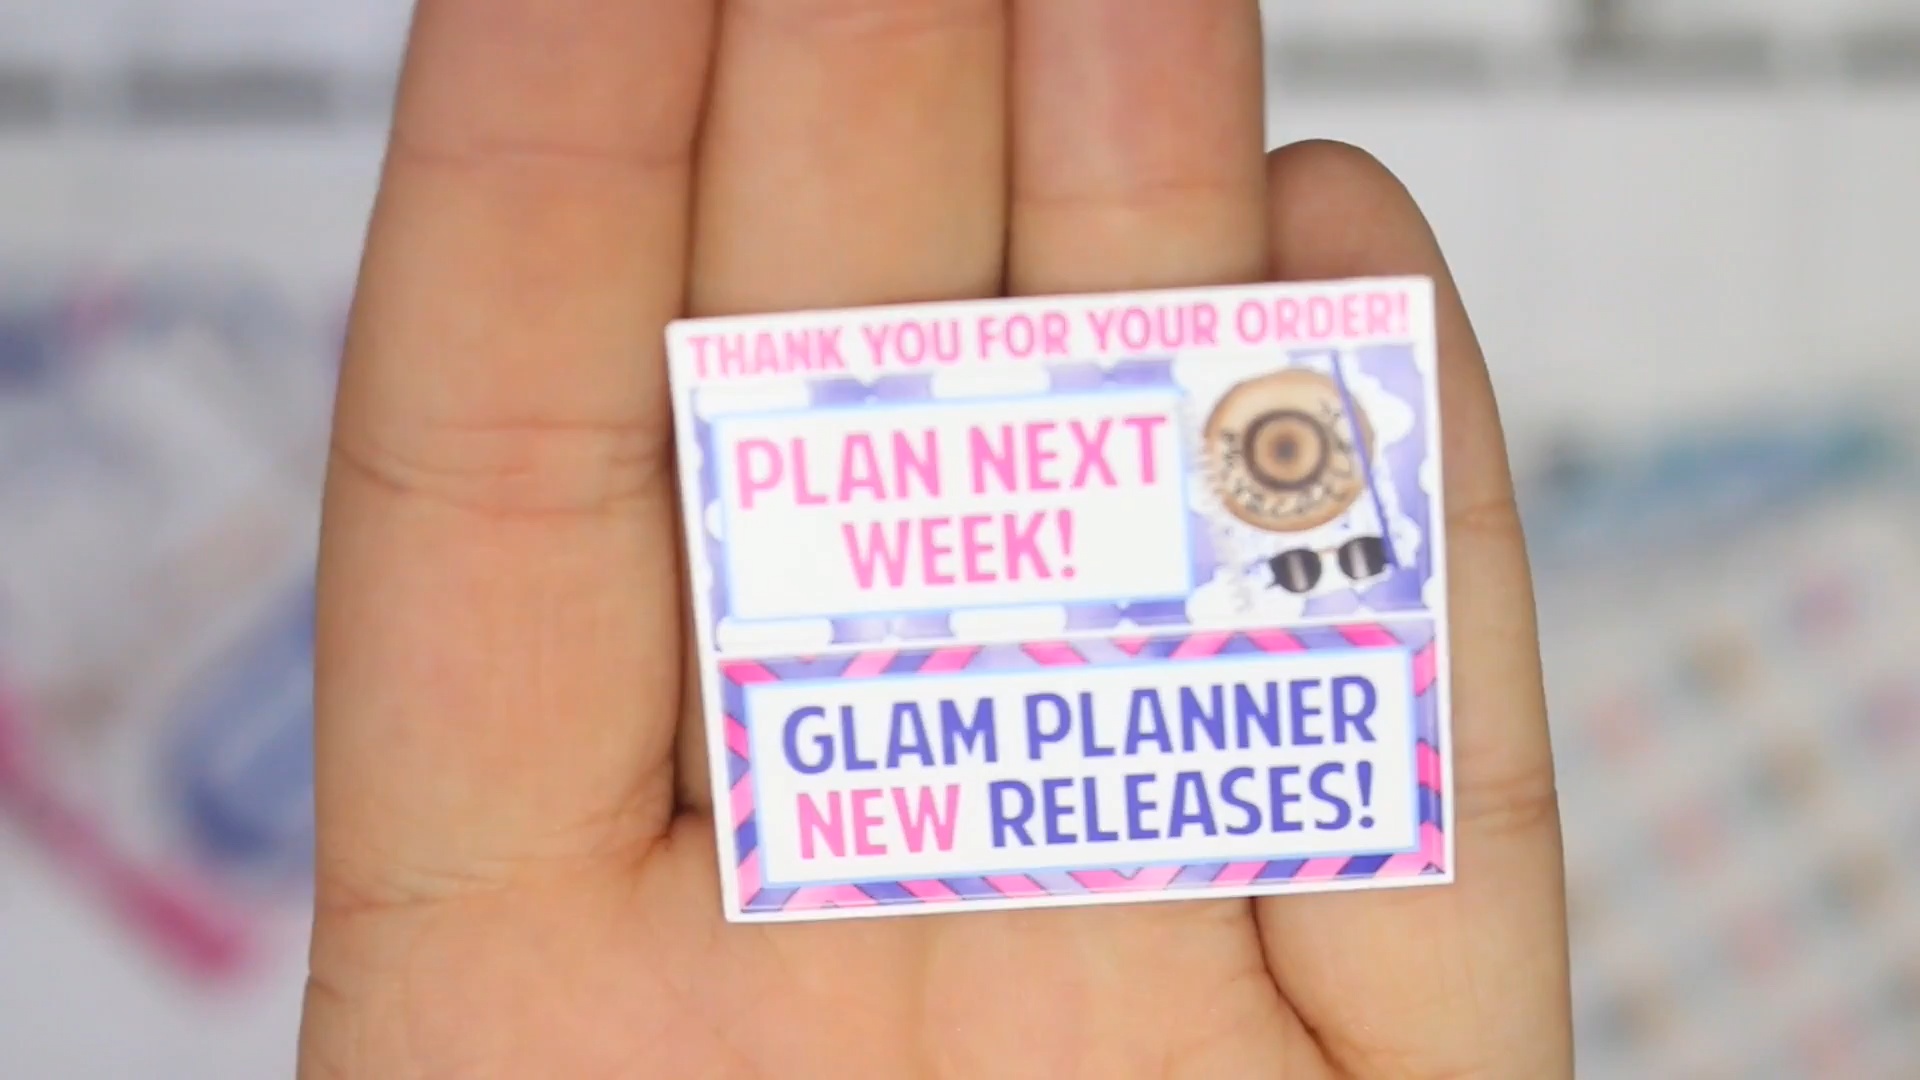 THANK YOU FOR YOUR ORDER!
PLAN NEXT
WEEK!
GLAM PLANNER
NEW RELEASES!